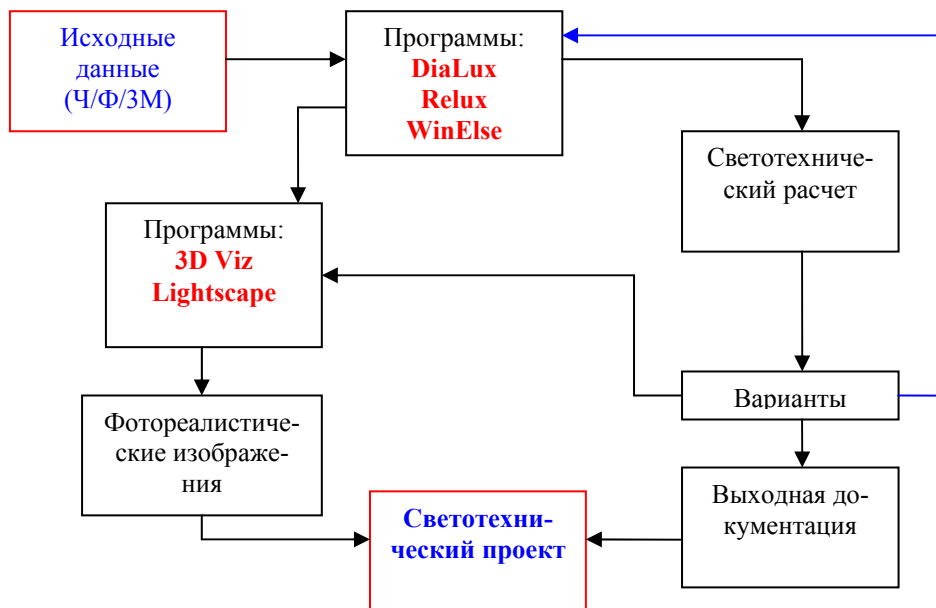 Исходные
данные
(Ч/Ф/3М)
Программы:
DiaLux
Relux
WinElse
Светотехниче-
ский расчет
Программы:
3D Viz
Lightscape
Варианты
Фотореалистиче-
ские изображе-
ния
Выходная до-
кументация
Светотехни-
ческий проект